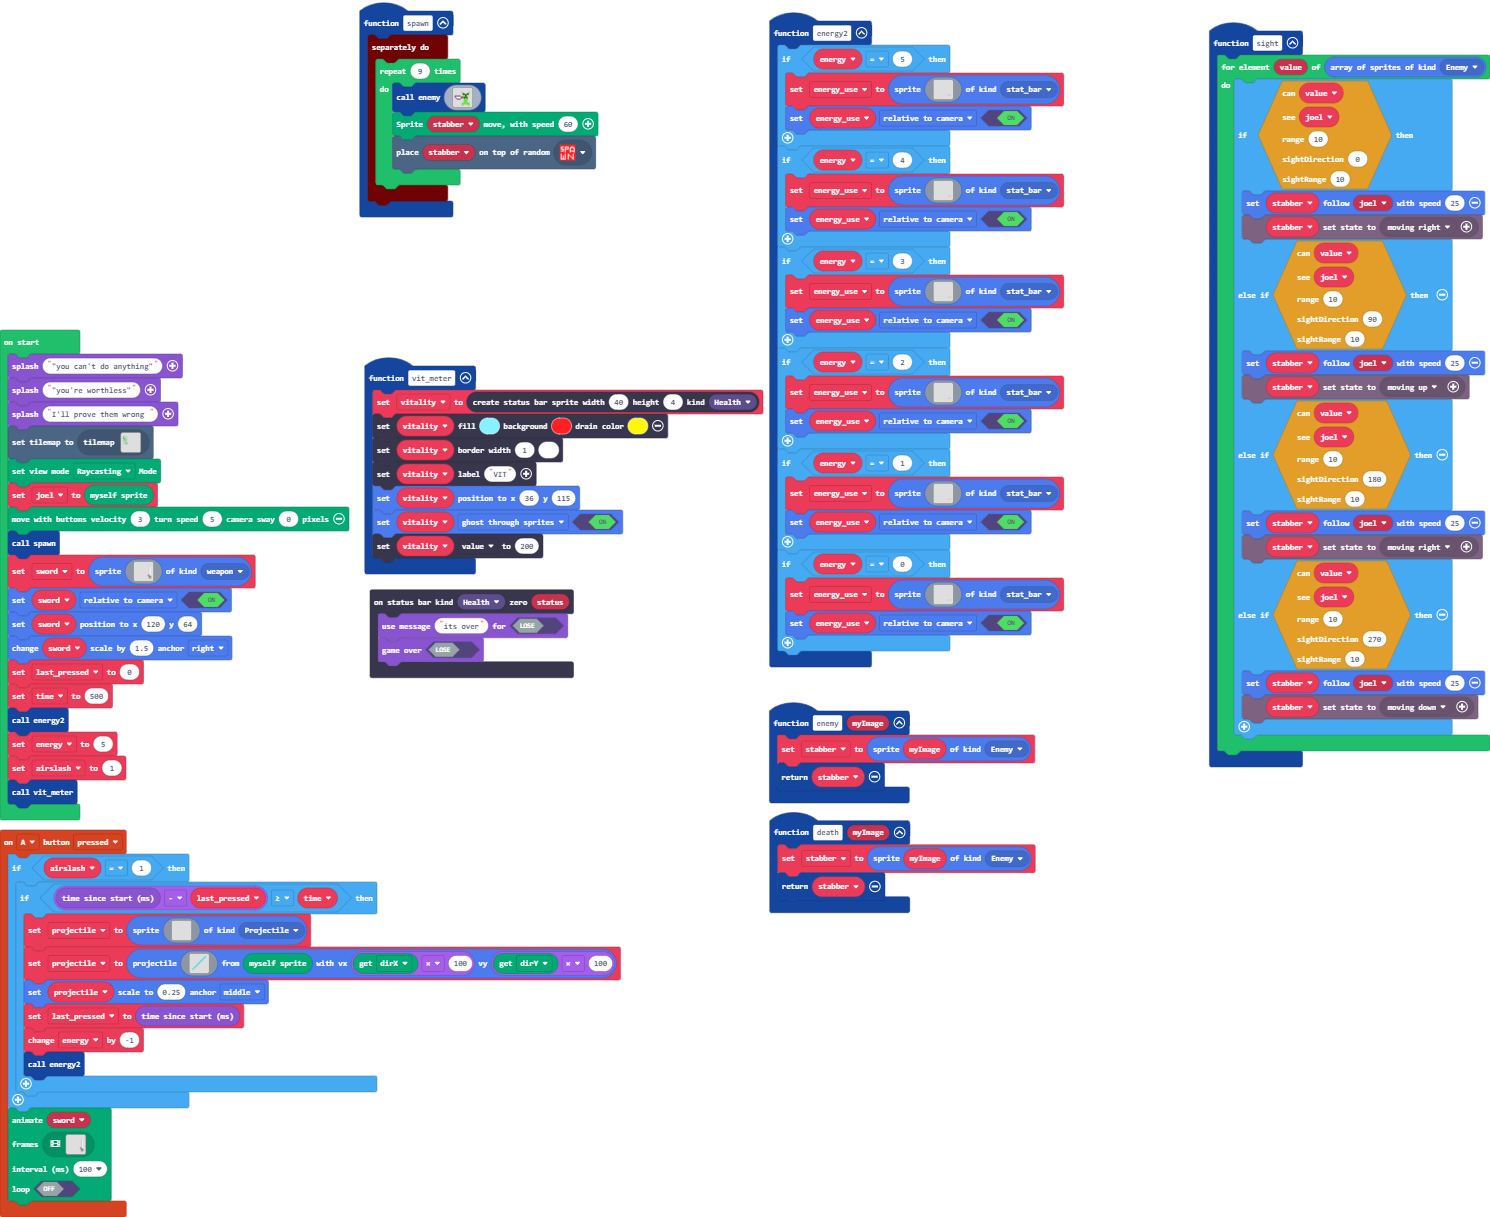 function spawn
separately do
repeat 9 times
do
call enemy
Sprite stabber move, with speed 60
place stabber on top of random SPAWN
on start
splash "you can't do anything"
splash "you're worthless"
splash "I'll prove them wrong "
set tilemap to tilemap
set view mode Raycasting Mode
set joel to myself sprite
move with buttons velocity 3 turn speed 5 camera sway 0 pixels
call spawn
set sword to sprite of kind weapon
set sword relative to camera ON
set sword position to x 120 y 64
change sword scale by 1.5 anchor right
set last_pressed to 0
set time to 500
call energy2
set energy to 5
set airslash to 1
call vit_meter
on A button pressed
if airslash = 1 then
if time since start (ms) - last_pressed ≥ time then
set projectile to sprite of kind Projectile
set projectile to projectile from myself sprite with vx get dirX × 100 vy get dirY × 100
set projectile scale to 0.25 anchor middle
set last_pressed to time since start (ms)
change energy by -1
call energy2
animate sword
frames
interval (ms) 100
loop OFF
function vit_meter
set vitality to create status bar sprite width 40 height 4 kind Health
set vitality fill background drain color
set vitality border width 1
set vitality label "VIT"
set vitality position to x 36 y 115
set vitality ghost through sprites ON
set vitality value to 200
on status bar kind Health zero status
use message "its over" for LOSE
game over LOSE
function energy2
if energy = 5 then
set energy_use to sprite of kind stat_bar
set energy_use relative to camera ON
if energy = 4 then
set energy_use to sprite of kind stat_bar
set energy_use relative to camera ON
if energy = 3 then
set energy_use to sprite of kind stat_bar
set energy_use relative to camera ON
if energy = 2 then
set energy_use to sprite of kind stat_bar
set energy_use relative to camera ON
if energy = 1 then
set energy_use to sprite of kind stat_bar
set energy_use relative to camera ON
if energy = 0 then
set energy_use to sprite of kind stat_bar
set energy_use relative to camera ON
function enemy myImage
set stabber to sprite myImage of kind Enemy
return stabber
function death myImage
set stabber to sprite myImage of kind Enemy
return stabber
function sight
for element value of array of sprites of kind Enemy
do
can value
see joel
if range 10 then
sightDirection 0
sightRange 10
set stabber follow joel with speed 25
stabber set state to moving right
can value
see joel
else if range 10 then
sightDirection 90
sightRange 10
set stabber follow joel with speed 25
stabber set state to moving up
can value
see joel
else if range 10 then
sightDirection 180
sightRange 10
set stabber follow joel with speed 25
stabber set state to moving right
can value
see joel
else if range 10 then
sightDirection 270
sightRange 10
set stabber follow joel with speed 25
stabber set state to moving down